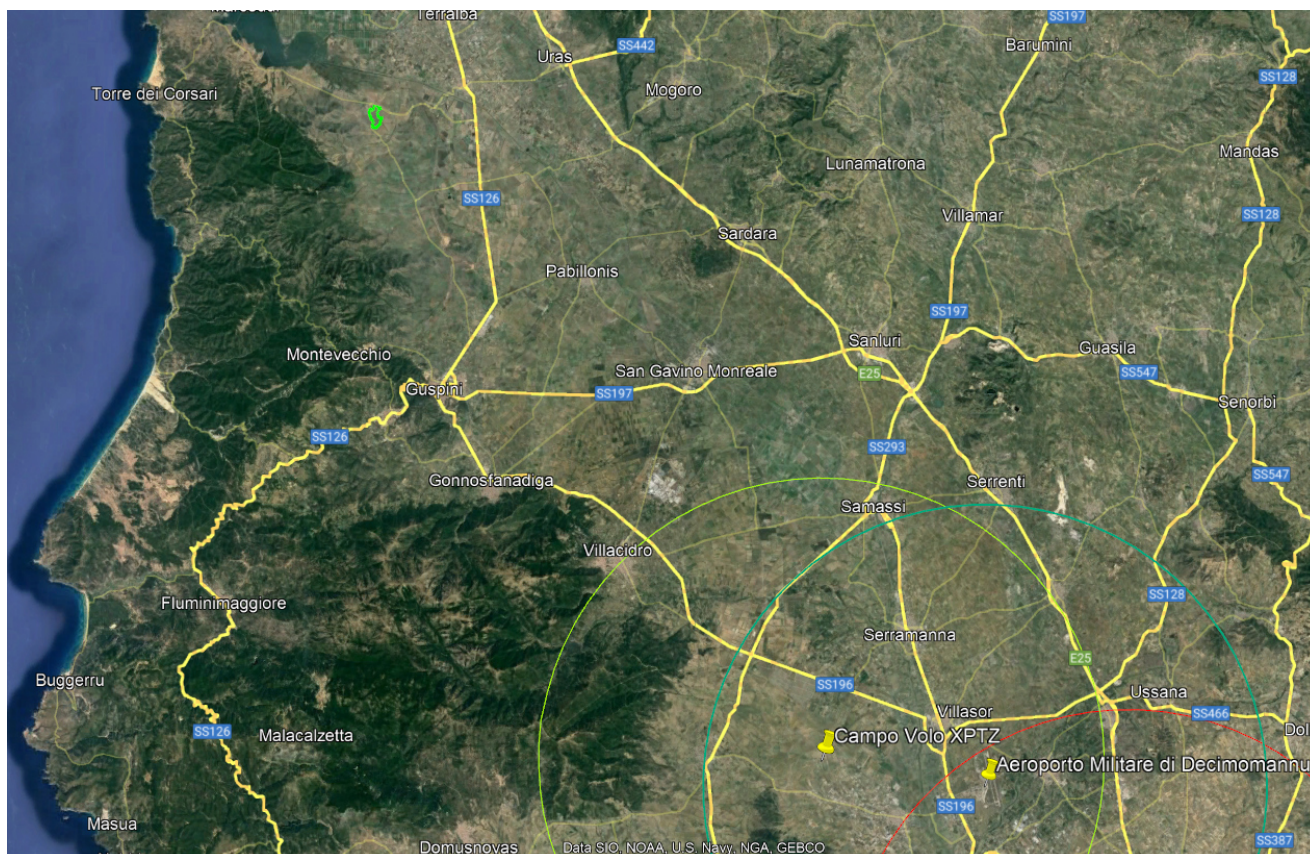 Terralba
SS197
Uras
SS442
Barumini
SS128
Torre dei Corsari
Mogoro
Lunamatrona
Mandas
SS126
Villamar
SS128
Sardara
Pabillonis
SS197
Montevecchio
Sanluri
Guasila
San Gavino Monreale
E25
SS547
Guspini
SS197
Senorbi
SS126
SS293
SS547
Gonnosfanadiga
Serrenti
Samassi
Villacidro
Fluminimaggiore
SS128
Serramanna
E25
Buggerru
SS196
Ussana
Villasor
SS466
SS126
Malacalzetta
Campo Volo XPTZ
Aeroporto Militare di Decimomannu
SS196
Masua
SS387
Domusnovas
Data SIO, NOAA, U.S. Navy, NGA, GEBCO